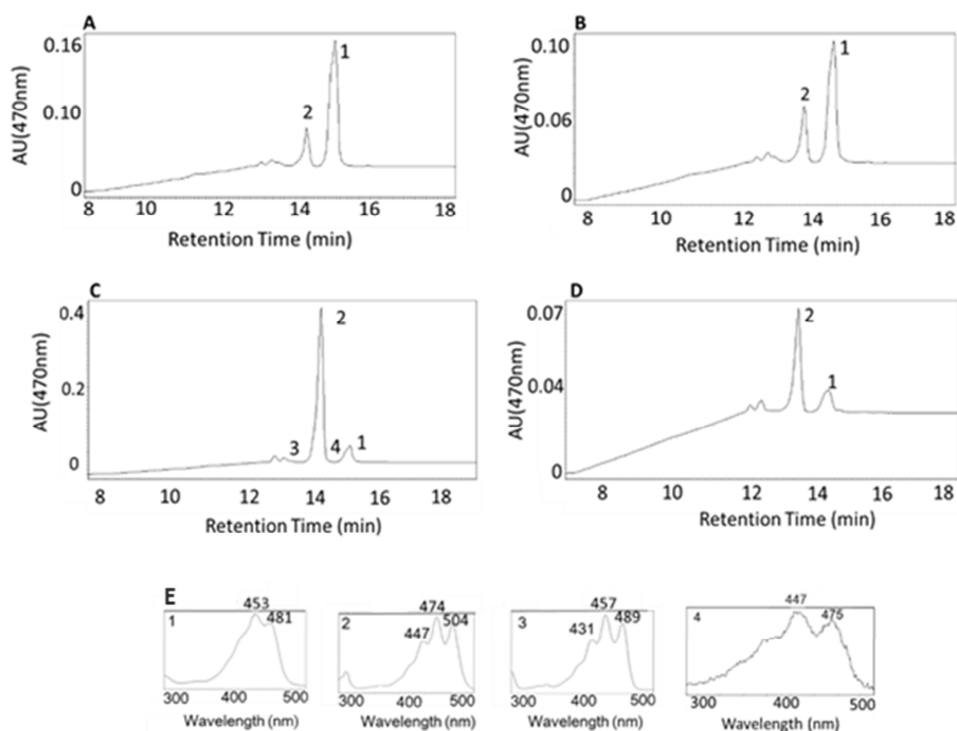 A
AU(470nm)
0.16
0.10
0
1
2
8 10 12 14 16 18
Retention Time (min)
B
AU(470nm)
0.10
0.06
0
1
2
8 10 12 14 16 18
Retention Time (min)
C
AU(470nm)
0.4
0.2
0
2
3 4 1
8 10 12 14 16 18
Retention Time (min)
D
AU(470nm)
0.07
0.04
0
2
1
8 10 12 14 16 18
Retention Time (min)
E
1
453
481
300 400 500
Wavelength (nm)
2
474
447 504
300 400 500
Wavelength (nm)
3
457
431 489
300 400 500
Wavelength (nm)
4
447
475
300 400 500
Wavelength (nm)